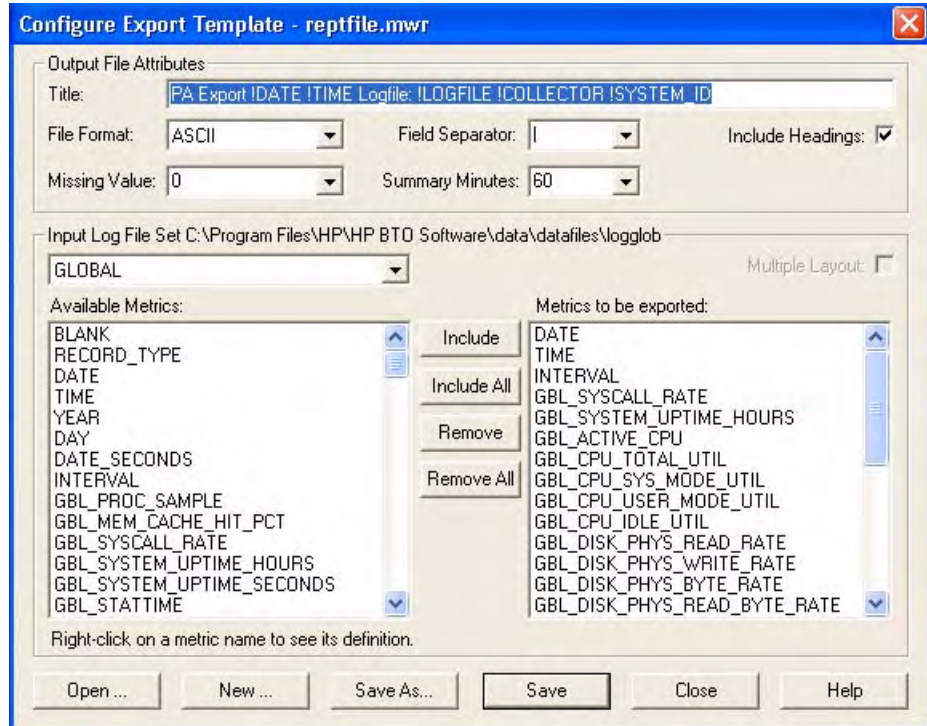 Configure Export Template - reptfile.mwr
Output File Attributes
Title: PA Export !DATE !TIME Logfile: !LOGFILE !COLLECTOR !SYSTEM_ID
File Format: ASCII Field Separator: | Include Headings:
Missing Value: 0 Summary Minutes: 60
Input Log File Set C:\Program Files\HP\HP BTO Software\data\datafiles\logglob
GLOBAL Multiple Layout:
Available Metrics:
BLANK
RECORD_TYPE
DATE
TIME
YEAR
DAY
DATE_SECONDS
INTERVAL
GBL_PROC_SAMPLE
GBL_MEM_CACHE_HIT_PCT
GBL_SYSCALL_RATE
GBL_SYSTEM_UPTIME_HOURS
GBL_SYSTEM_UPTIME_SECONDS
GBL_STATTIME
Include
Include All
Remove
Remove All
Metrics to be exported:
DATE
TIME
INTERVAL
GBL_SYSCALL_RATE
GBL_SYSTEM_UPTIME_HOURS
GBL_ACTIVE_CPU
GBL_CPU_TOTAL_UTIL
GBL_CPU_SYS_MODE_UTIL
GBL_CPU_USER_MODE_UTIL
GBL_CPU_IDLE_UTIL
GBL_DISK_PHYS_READ_RATE
GBL_DISK_PHYS_WRITE_RATE
GBL_DISK_PHYS_BYTE_RATE
GBL_DISK_PHYS_READ_BYTE_RATE
Right-click on a metric name to see its definition.
Open ... New ... Save As... Save Close Help